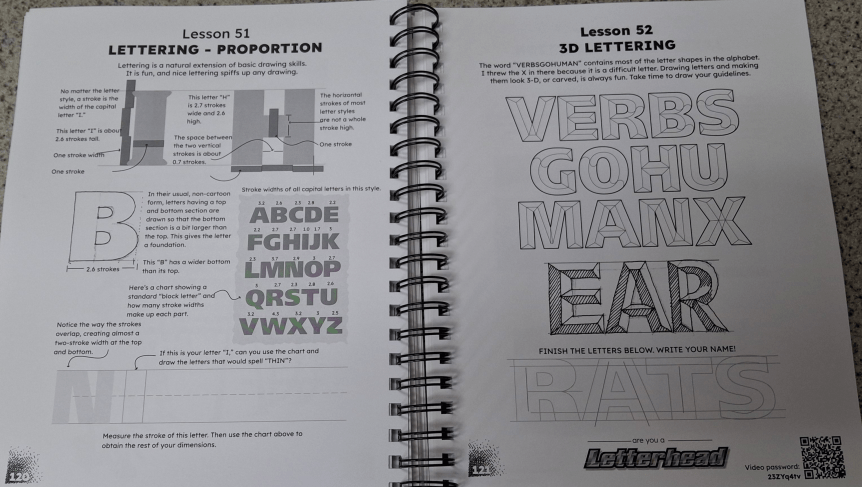 Lesson 51
LETTERING - PROPORTION
Lettering is a natural extension of basic drawing skills.
It is fun, and nice lettering spiffs up any drawing.
No matter the letter
style, a stroke is the
width of the capital
letter "I."
This letter "I" is about
2.6 strokes tall.
One stroke width
One stroke
This letter "H"
is 2.7 strokes
wide and 2.6
high.
The space between
the two vertical
strokes is about
0.7 strokes.
The horizontal
strokes of most
letter styles
are not a whole
stroke high.
One stroke
B
2.6 strokes
In their usual, non-cartoon
form, letters having a top
and bottom section are
drawn so that the bottom
section is a bit larger than
the top. This gives the letter
a foundation.
This "B" has a wider bottom
than its top.
Stroke widths of all capital letters in this style.
ABCDE
FGHIJK
LMNOP
QRSTU
VWXYZ
Here's a chart showing a
standard "block letter" and
how many stroke widths
make up each part.
Notice the way the strokes
overlap, creating almost a
two-stroke width at the top
and bottom.
If this is your letter "I," can you use the chart and
draw the letters that would spell "THIN"?
N
Measure the stroke of this letter. Then use the chart above to
obtain the rest of your dimensions.
120
Lesson 52
3D LETTERING
The word "VERBSGOHUMAN" contains most of the letter shapes in the alphabet.
I threw the X in there because it is a difficult letter. Drawing letters and making
them look 3-D, or carved, is always fun. Take time to draw your guidelines.
VERBS
GOHU
MANX
EAR
FINISH THE LETTERS BELOW. WRITE YOUR NAME!
RATS
are you a
Letterhead
Video password:
23ZYq4tv
121